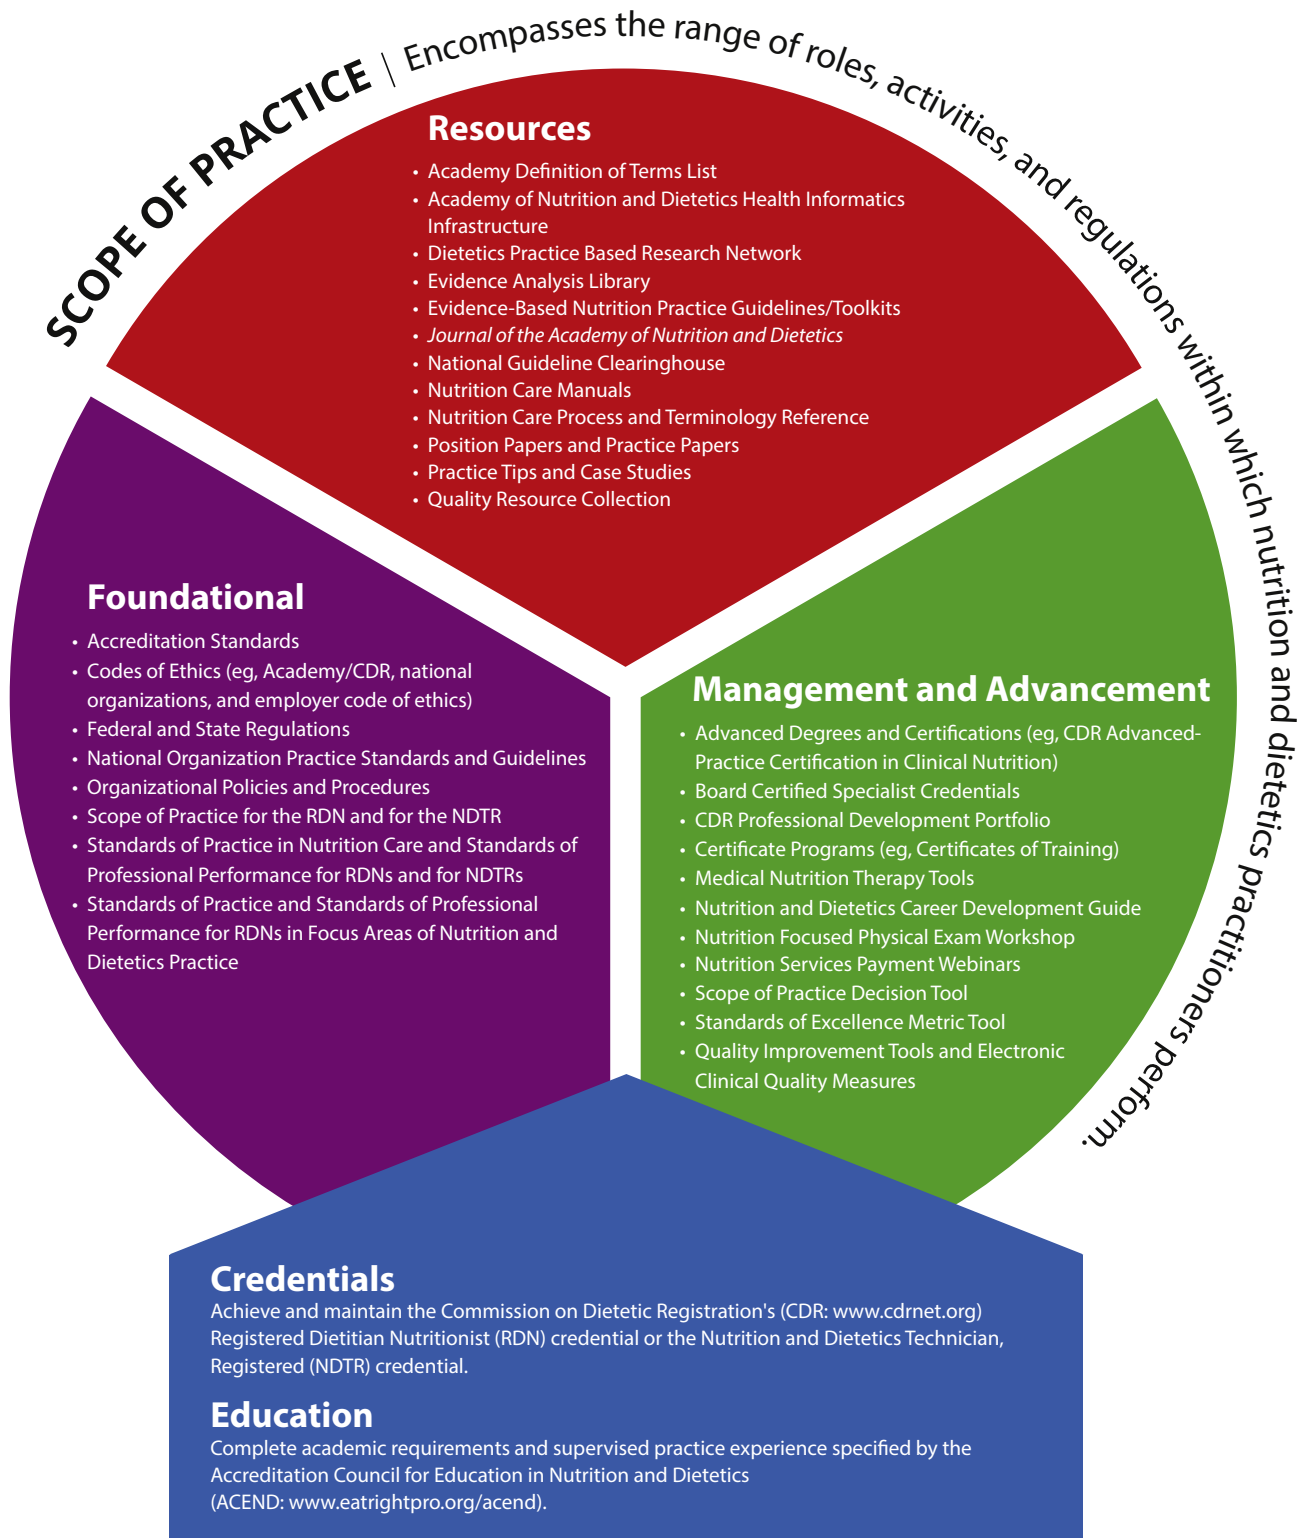 SCOPE OF PRACTICE | Encompasses the range of roles, activities, and regulations within which nutrition and dietetics practitioners perform.
Resources
• Academy Definition of Terms List
• Academy of Nutrition and Dietetics Health Informatics
Infrastructure
• Dietetics Practice Based Research Network
• Evidence Analysis Library
• Evidence-Based Nutrition Practice Guidelines/Toolkits
• Journal of the Academy of Nutrition and Dietetics
• National Guideline Clearinghouse
• Nutrition Care Manuals
• Nutrition Care Process and Terminology Reference
• Position Papers and Practice Papers
• Practice Tips and Case Studies
• Quality Resource Collection
Foundational
• Accreditation Standards
• Codes of Ethics (eg, Academy/CDR, national
organizations, and employer code of ethics)
• Federal and State Regulations
• National Organization Practice Standards and Guidelines
• Organizational Policies and Procedures
• Scope of Practice for the RDN and for the NDTR
• Standards of Practice in Nutrition Care and Standards of
Professional Performance for RDNs and for NDTRs
• Standards of Practice and Standards of Professional
Performance for RDNs in Focus Areas of Nutrition and
Dietetics Practice
Management and Advancement
• Advanced Degrees and Certifications (eg, CDR Advanced-
Practice Certification in Clinical Nutrition)
• Board Certified Specialist Credentials
• CDR Professional Development Portfolio
• Certificate Programs (eg, Certificates of Training)
• Medical Nutrition Therapy Tools
• Nutrition and Dietetics Career Development Guide
• Nutrition Focused Physical Exam Workshop
• Nutrition Services Payment Webinars
• Scope of Practice Decision Tool
• Standards of Excellence Metric Tool
• Quality Improvement Tools and Electronic
Clinical Quality Measures
Credentials
Achieve and maintain the Commission on Dietetic Registration's (CDR: www.cdrnet.org)
Registered Dietitian Nutritionist (RDN) credential or the Nutrition and Dietetics Technician,
Registered (NDTR) credential.
Education
Complete academic requirements and supervised practice experience specified by the
Accreditation Council for Education in Nutrition and Dietetics
(ACEND: www.eatrightpro.org/acend).